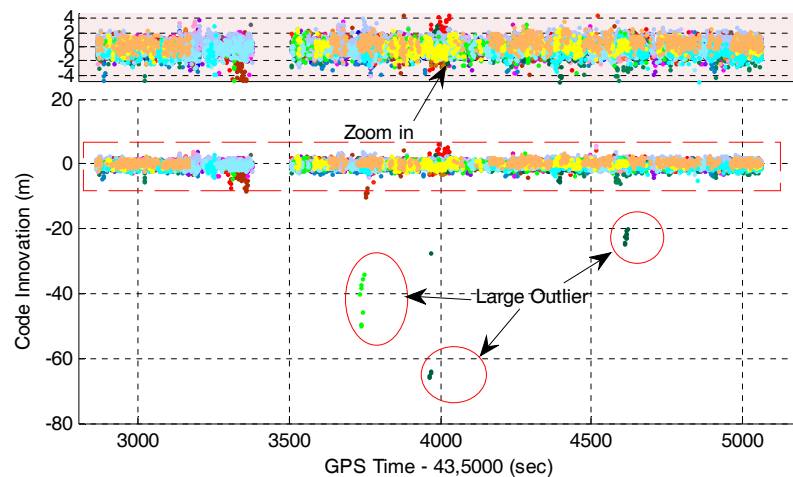 4
2
0
-2
-4
20
Zoom in
0
-20
Large Outlier
-40
-60
-80
Code Innovation (m)
3000 3500 4000 4500 5000
GPS Time - 43,5000 (sec)